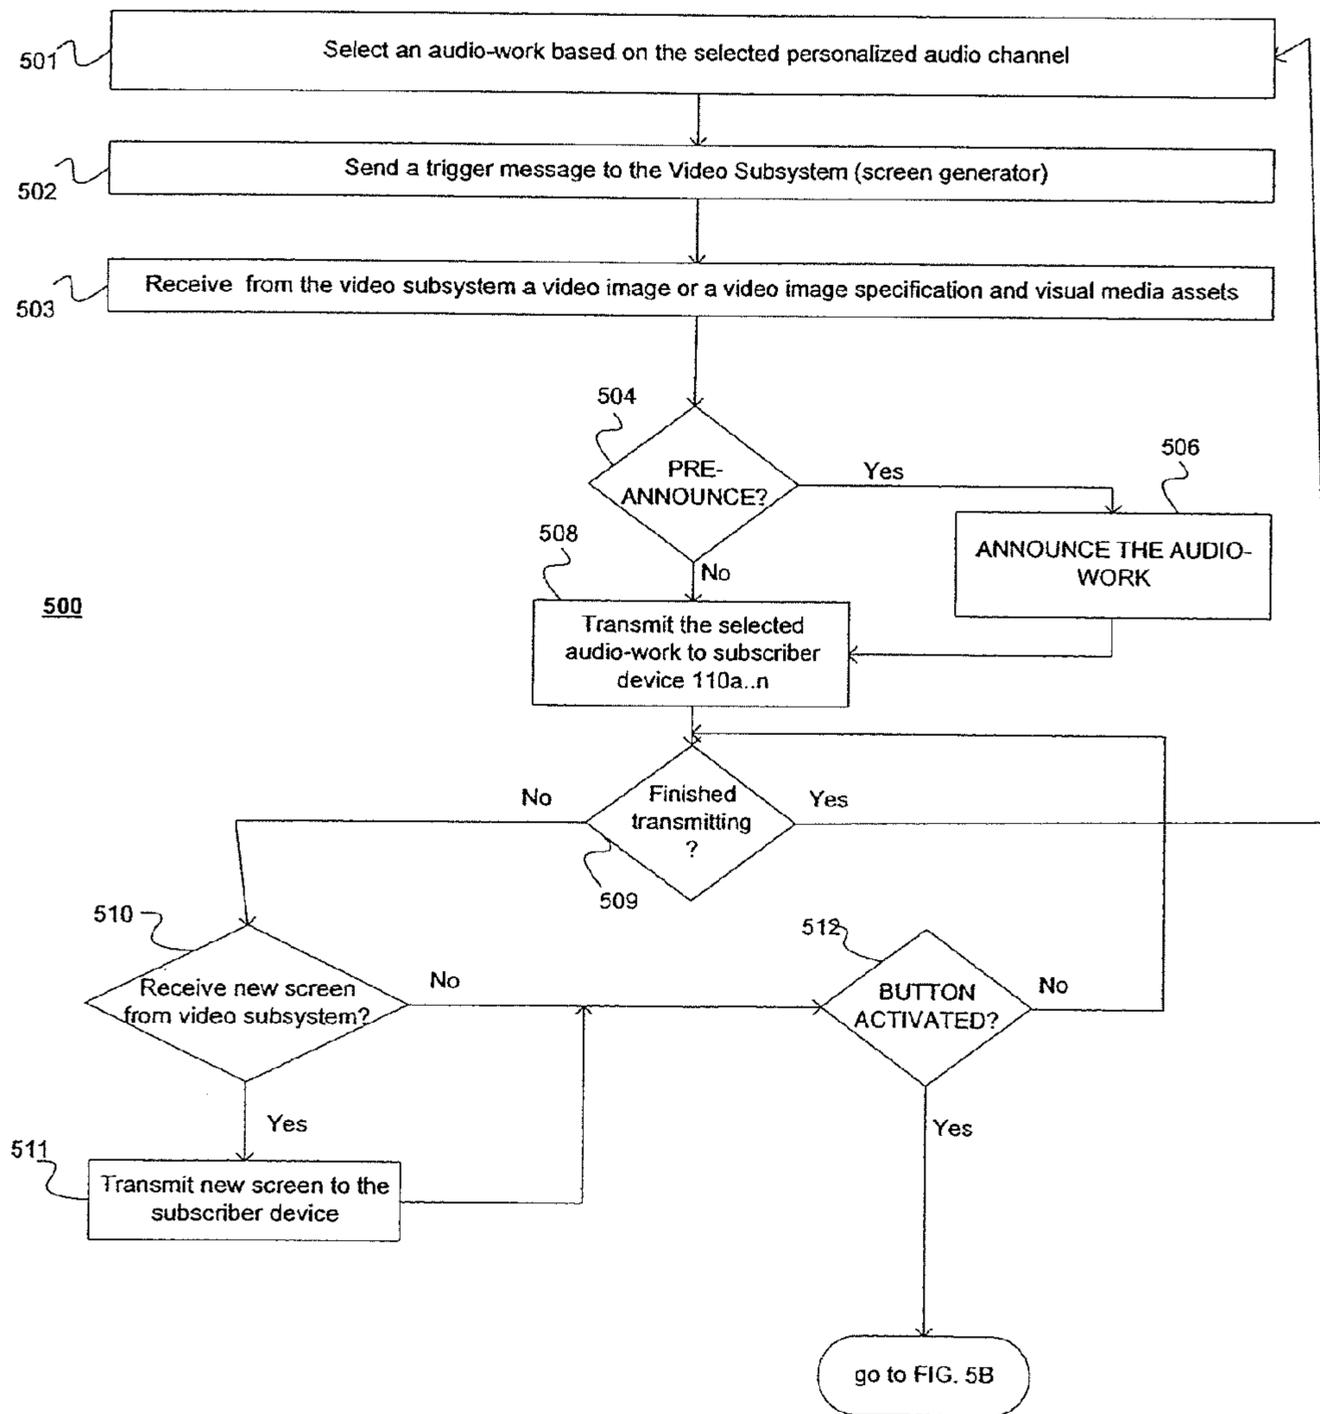 501
Select an audio-work based on the selected personalized audio channel
502
Send a trigger message to the Video Subsystem (screen generator)
503
Receive from the video subsystem a video image or a video image specification and visual media assets
504
PRE-
ANNOUNCE?
Yes
506
ANNOUNCE THE AUDIO-
WORK
No
508
500
Transmit the selected
audio-work to subscriber
device 110a..n
No
Finished
transmitting
?
Yes
509
510
Receive new screen
from video subsystem?
No
512
BUTTON
ACTIVATED?
No
Yes
511
Transmit new screen to the
subscriber device
Yes
go to FIG. 5B